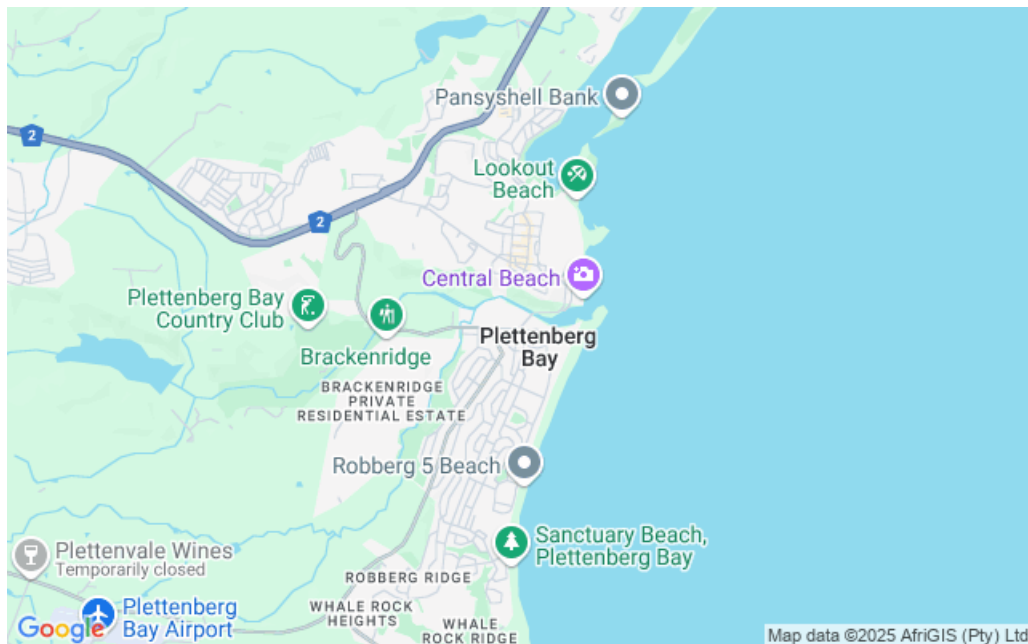 Pansyshell Bank
2
Lookout
Beach
2
Central Beach
Plettenberg Bay
Country Club
Plettenberg
Bay
Brackenridge
BRACKENRIDGE
PRIVATE
RESIDENTIAL ESTATE
Robberg 5 Beach
Sanctuary Beach,
Plettenberg Bay
Plettenvale Wines
Temporarily closed
ROBBERG RIDGE
WHALE ROCK
HEIGHTS
WHALE
ROCK RIDGE
Plettenberg
Bay Airport
Google
Map data ©2025 AfriGIS (Pty) Ltd